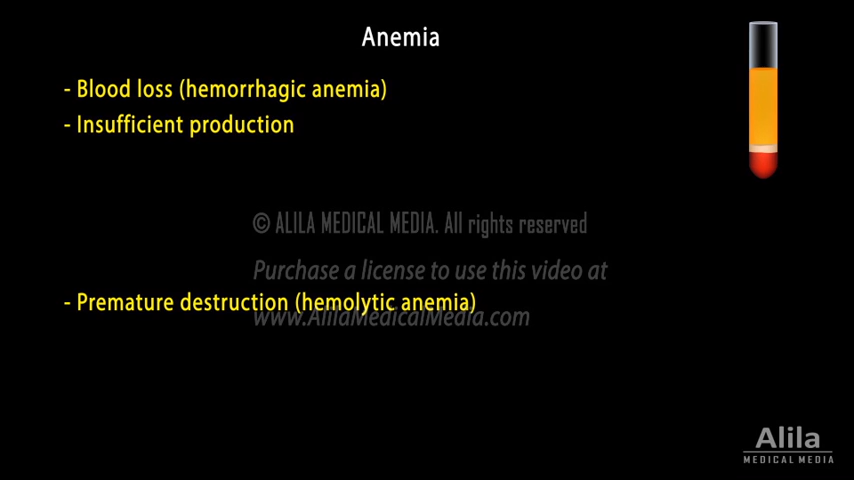 Anemia
- Blood loss (hemorrhagic anemia)
- Insufficient production
© ALILA MEDICAL MEDIA. All rights reserved
Purchase a license to use this video at
- Premature destruction (hemolytic anemia)
www.AlilaMedicalMedia.com
Alila
MEDICAL MEDIA